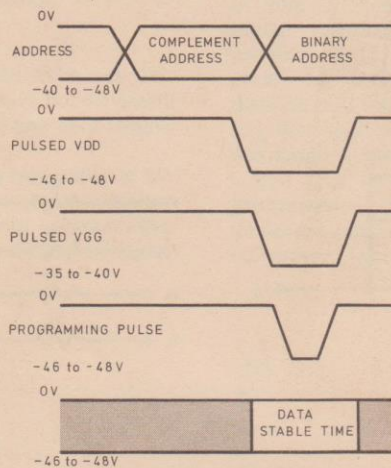 0V
ADDRESS
COMPLEMENT
ADDRESS
BINARY
ADDRESS
-40 to -48V
0V
PULSED VDD
-46 to -48V
0V
PULSED VGG
-35 to -40V
0V
PROGRAMMING PULSE
-46 to -48V
0V
DATA
STABLE TIME
-46 to -48V